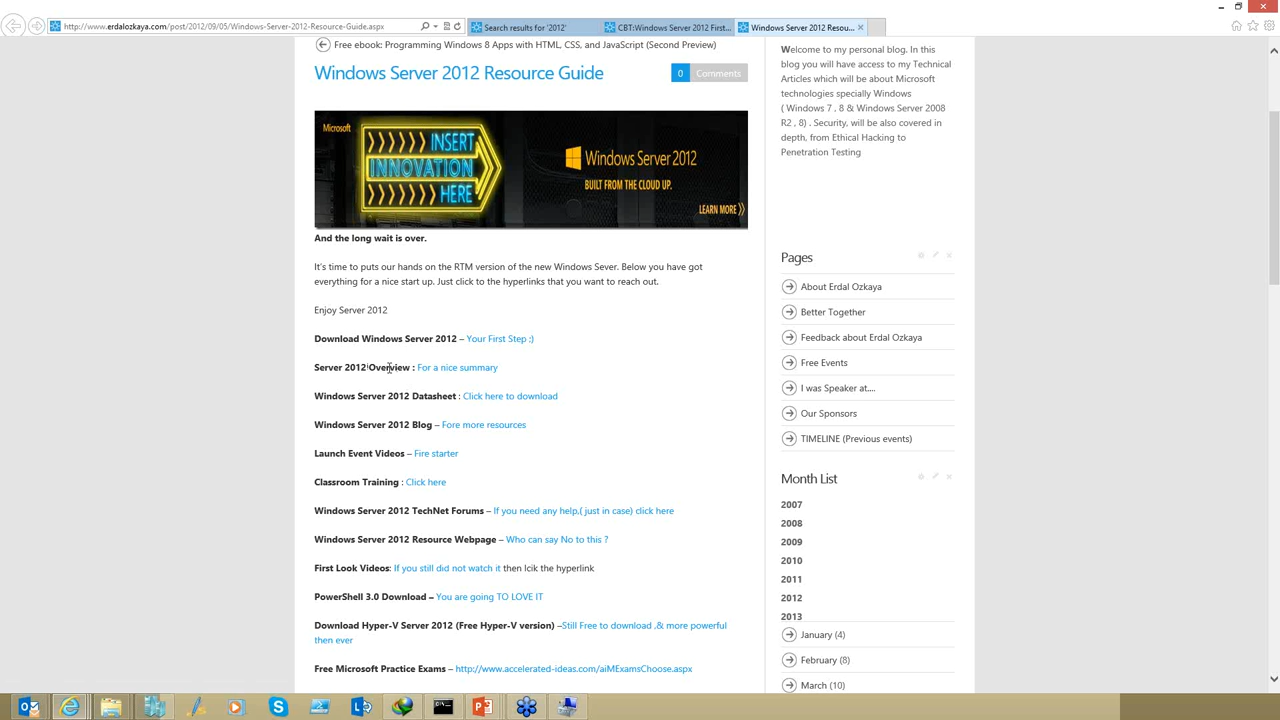 http://www.erdalozkaya.com/post/2012/09/05/Windows-Server-2012-Resource-Guide.aspx
Search results for '2012'
CBT:Windows Server 2012 First...
Windows Server 2012 Resou...
Free ebook: Programming Windows 8 Apps with HTML, CSS, and JavaScript (Second Preview)
Windows Server 2012 Resource Guide
0 Comments
Microsoft
INSERT
INNOVATION
HERE
Windows Server 2012
BUILT FROM THE CLOUD UP.
LEARN MORE
And the long wait is over.
It's time to puts our hands on the RTM version of the new Windows Sever. Below you have got
everything for a nice start up. Just click to the hyperlinks that you want to reach out.
Enjoy Server 2012
Download Windows Server 2012 – Your First Step ;)
Server 2012 Overview : For a nice summary
Windows Server 2012 Datasheet : Click here to download
Windows Server 2012 Blog – Fore more resources
Launch Event Videos – Fire starter
Classroom Training : Click here
Windows Server 2012 TechNet Forums – If you need any help,( just in case) click here
Windows Server 2012 Resource Webpage – Who can say No to this ?
First Look Videos: If you still did not watch it then lcik the hyperlink
PowerShell 3.0 Download – You are going TO LOVE IT
Download Hyper-V Server 2012 (Free Hyper-V version) –Still Free to download ,& more powerful
then ever
Free Microsoft Practice Exams – http://www.accelerated-ideas.com/aiMExamsChoose.aspx
Welcome to my personal blog. In this
blog you will have access to my Technical
Articles which will be about Microsoft
technologies specially Windows
( Windows 7 , 8 & Windows Server 2008
R2 , 8) . Security, will be also covered in
depth, from Ethical Hacking to
Penetration Testing
Pages
About Erdal Ozkaya
Better Together
Feedback about Erdal Ozkaya
Free Events
I was Speaker at....
Our Sponsors
TIMELINE (Previous events)
Month List
2007
2008
2009
2010
2011
2012
2013
January (4)
February (8)
March (10)